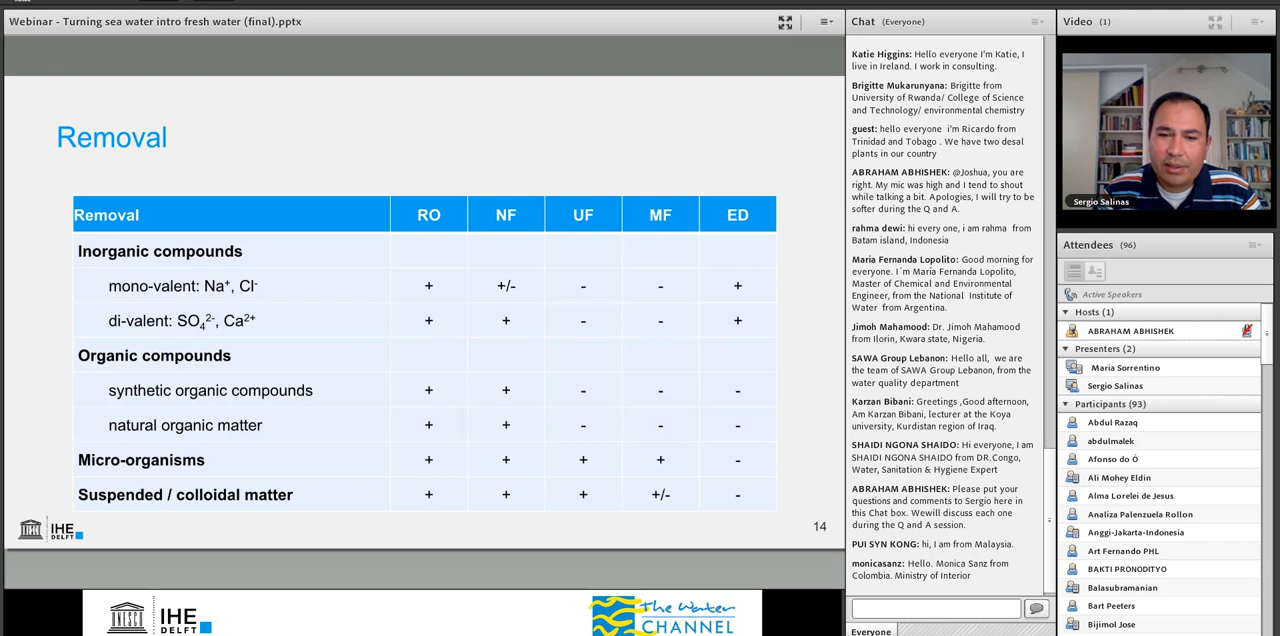 Webinar - Turning sea water intro fresh water (final).pptx
Removal
Removal RO NF UF MF ED
Inorganic compounds
mono-valent: Na+, Cl- + +/- - - +
di-valent: SO42-, Ca2+ + + - - +
Organic compounds
synthetic organic compounds + + - - -
natural organic matter + + - - -
Micro-organisms + + + + -
Suspended / colloidal matter + + + +/- -
IHE
DELFT
14
UNESCO
IHE
DELFT
The Water
CHANNEL
Chat (Everyone)
Katie Higgins: Hello everyone I'm Katie, I
live in Ireland. I work in consulting.
Brigitte Mukarunyana: Brigitte from
University of Rwanda/ College of Science
and Technology/ environmental chemistry
guest: hello everyone i'm Ricardo from
Trinidad and Tobago . We have two desal
plants in our country
ABRAHAM ABHISHEK: @Joshua, you are
right. My mic was high and I tend to shout
while talking a bit. Apologies, I will try to be
softer during the Q and A.
rahma dewi: hi every one, i am rahma from
Batam island, Indonesia
Maria Fernanda Lopolito: Good morning for
everyone. I´m María Fernanda Lopolito,
Master of Chemical and Environmental
Engineer, from the National Institute of
Water from Argentina.
Jimoh Mahamood: Dr. Jimoh Mahamood
from Ilorin, Kwara state, Nigeria.
SAWA Group Lebanon: Hello all, we are
the team of SAWA Group Lebanon, from the
water quality department
Karzan Bibani: Greetings ,Good afternoon,
Am Karzan Bibani, lecturer at the Koya
university, Kurdistan region of Iraq.
SHAIDI NGONA SHAIDO: Hi everyone, I am
SHAIDI NGONA SHAIDO from DR.Congo,
Water, Sanitation & Hygiene Expert
ABRAHAM ABHISHEK: Please put your
questions and comments to Sergio here in
this Chat box. Wewill discuss each one
during the Q and A session.
PUI SYN KONG: hi, I am from Malaysia.
monicasanz: Hello. Monica Sanz from
Colombia. Ministry of Interior
Everyone
Video (1)
Sergio Salinas
Attendees (96)
Active Speakers
Hosts (1)
ABRAHAM ABHISHEK
Presenters (2)
Maria Sorrentino
Sergio Salinas
Participants (93)
Abdul Razaq
abdulmalek
Afonso do Ó
Ali Mohey Eldin
Alma Lorelei de Jesus
Analiza Palenzuela Rollon
Anggi-Jakarta-Indonesia
Art Fernando PHL
BAKTI PRONODITYO
Balasubramanian
Bart Peeters
Bijimol Jose